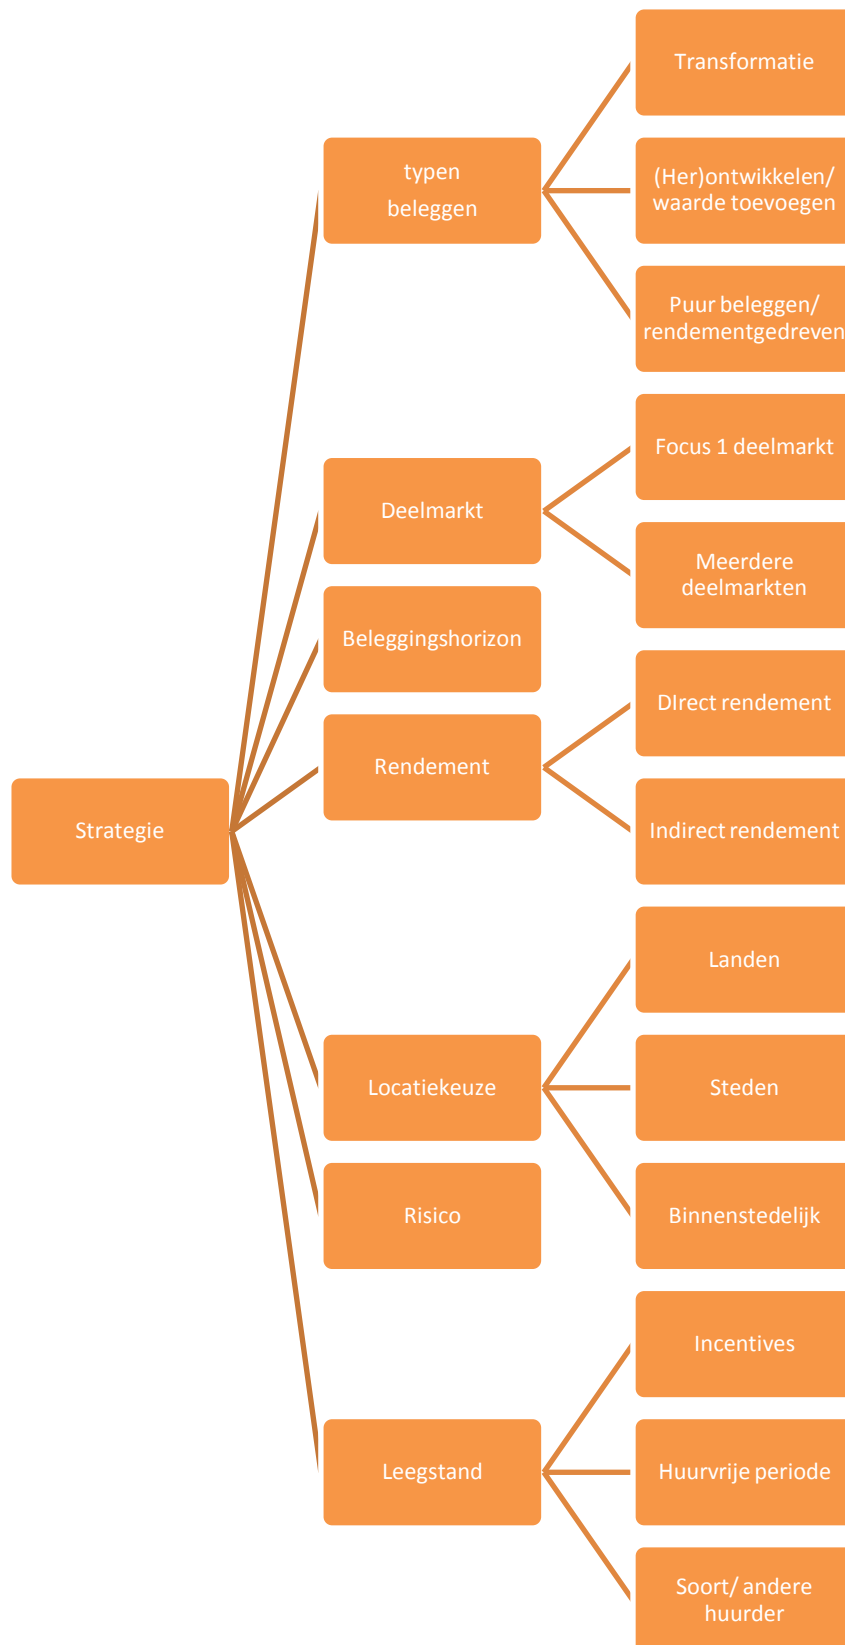 Strategie
typen
beleggen
Transformatie
(Her)ontwikkelen/
waarde toevoegen
Puur beleggen/
rendementgedreven
Deelmarkt
Focus 1 deelmarkt
Meerdere
deelmarkten
Beleggingshorizon
Rendement
DIrect rendement
Indirect rendement
Locatiekeuze
Landen
Steden
Binnenstedelijk
Risico
Leegstand
Incentives
Huurvrije periode
Soort/ andere
huurder